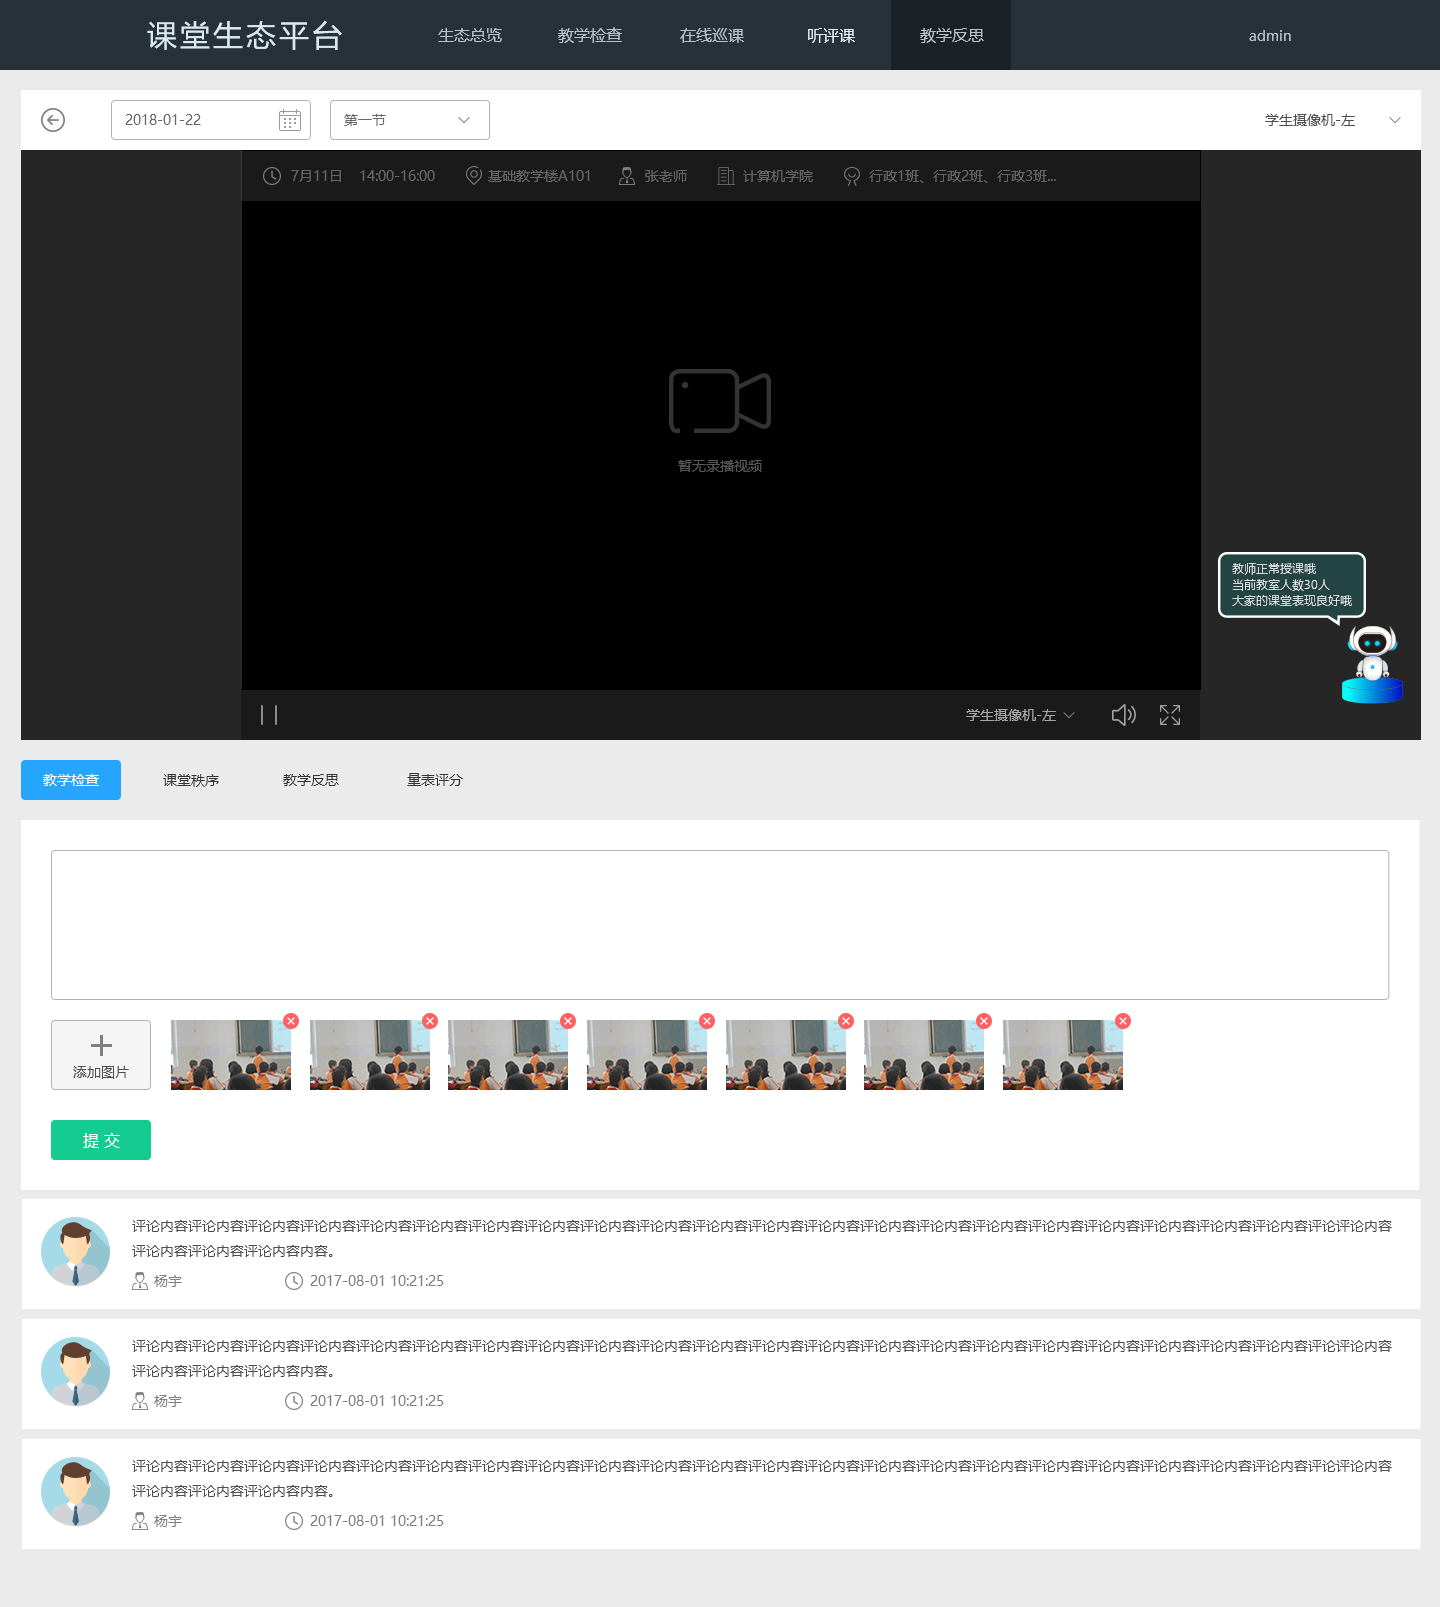 课堂生态平台
生态总览 教学检查 在线巡课 听评课 教学反思 admin
2018-01-22 第一节 学生摄像机-左
7月11日 14:00-16:00 基础教学楼A101 张老师 计算机学院 行政1班、行政2班、行政3班...
暂无录播视频
教师正常授课哦
当前教室人数30人
大家的课堂表现良好哦
学生摄像机-左
教学检查 课堂秩序 教学反思 量表评分
添加图片
提 交
评论内容评论内容评论内容评论内容评论内容评论内容评论内容评论内容评论内容评论内容评论内容评论内容评论内容评论内容评论内容评论内容评论内容评论内容评论内容评论内容评论内容评论评论内容
评论内容评论内容评论内容内容。
杨宇 2017-08-01 10:21:25
评论内容评论内容评论内容评论内容评论内容评论内容评论内容评论内容评论内容评论内容评论内容评论内容评论内容评论内容评论内容评论内容评论内容评论内容评论内容评论内容评论内容评论评论内容
评论内容评论内容评论内容内容。
杨宇 2017-08-01 10:21:25
评论内容评论内容评论内容评论内容评论内容评论内容评论内容评论内容评论内容评论内容评论内容评论内容评论内容评论内容评论内容评论内容评论内容评论内容评论内容评论内容评论内容评论评论内容
评论内容评论内容评论内容内容。
杨宇 2017-08-01 10:21:25